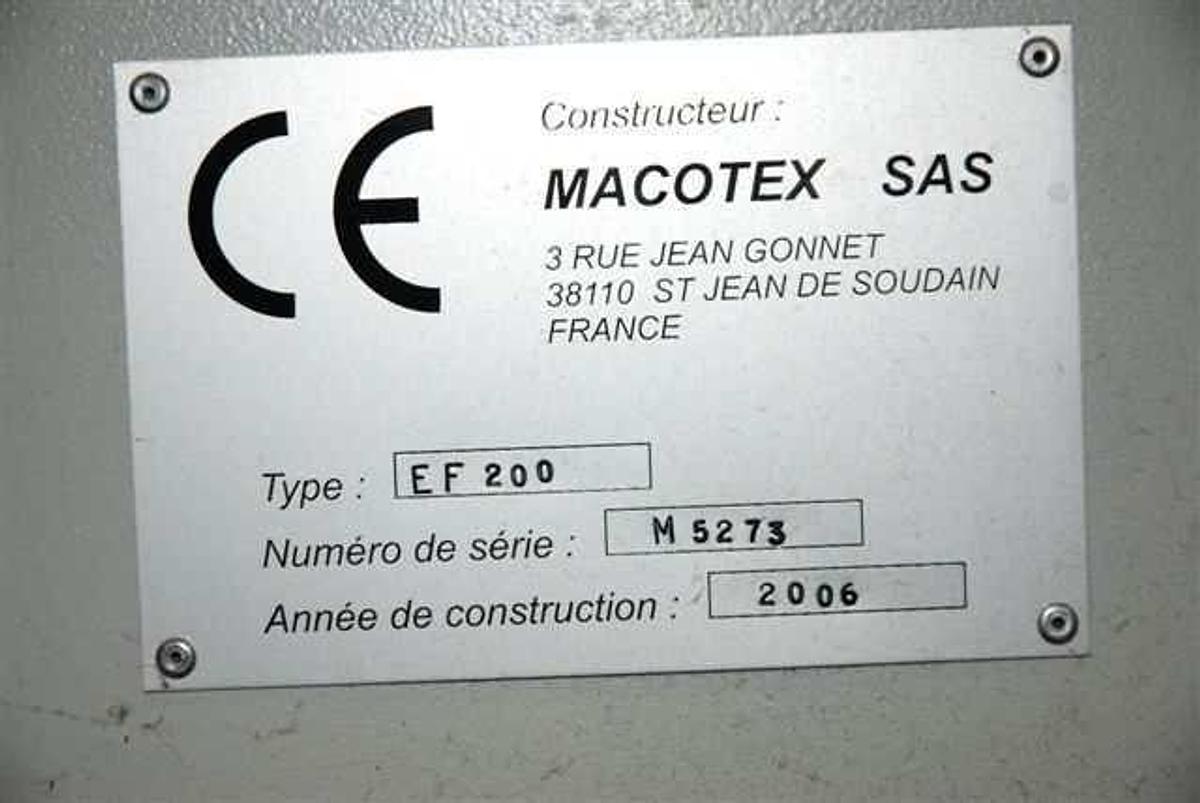 CE
Constructeur :
MACOTEX SAS
3 RUE JEAN GONNET
38110 ST JEAN DE SOUDAIN
FRANCE
Type : EF 200
Numéro de série : M 5273
Année de construction : 2006